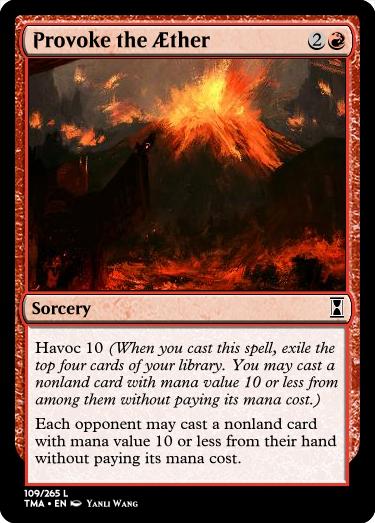 Provoke the Æther 2
Sorcery
Havoc 10 (When you cast this spell, exile the
top four cards of your library. You may cast a
nonland card with mana value 10 or less from
among them without paying its mana cost.)
Each opponent may cast a nonland card
with mana value 10 or less from their hand
without paying its mana cost.
109/265 L
TMA • EN Yanli Wang